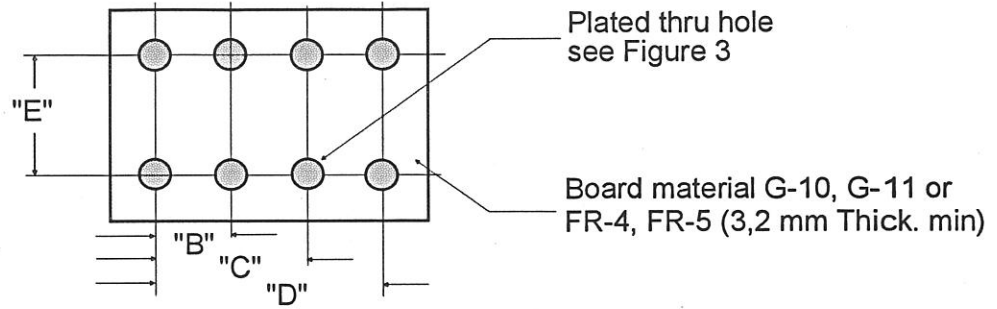 Plated thru hole
see Figure 3
"E"
Board material G-10, G-11 or
FR-4, FR-5 (3,2 mm Thick. min)
"B"
"C"
"D"